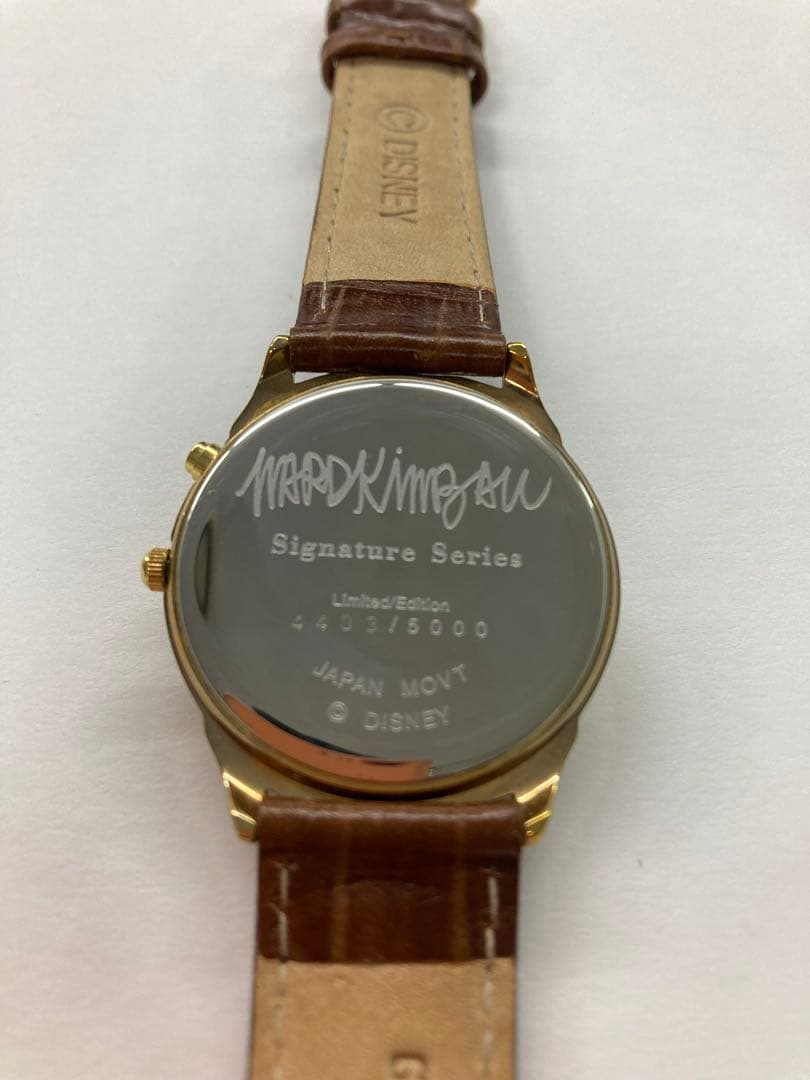 © DISNEY
WARD KiMBALL
Signature Series
Limited/Edition
4403/5000
JAPAN MOVT
© DISNEY